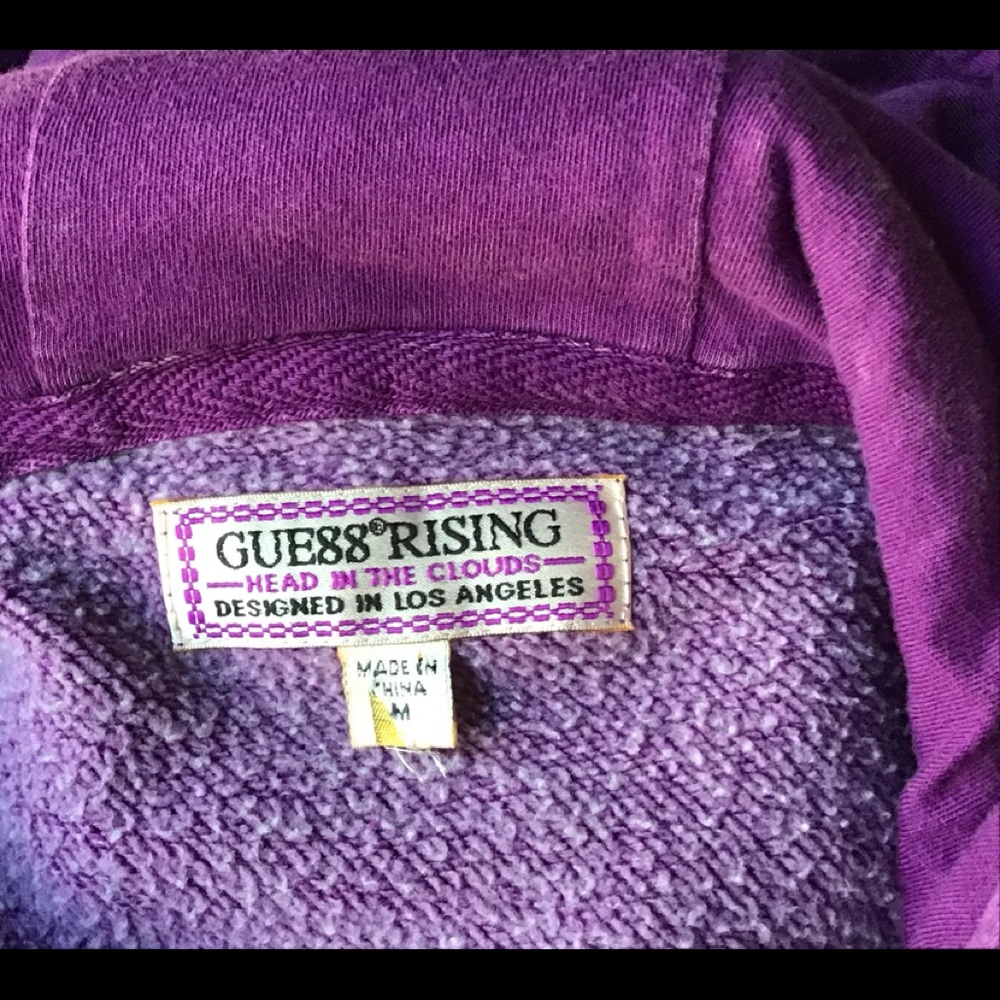 GUE88®RISING
HEAD IN THE CLOUDS
DESIGNED IN LOS ANGELES
MADE IN
CHINA
M